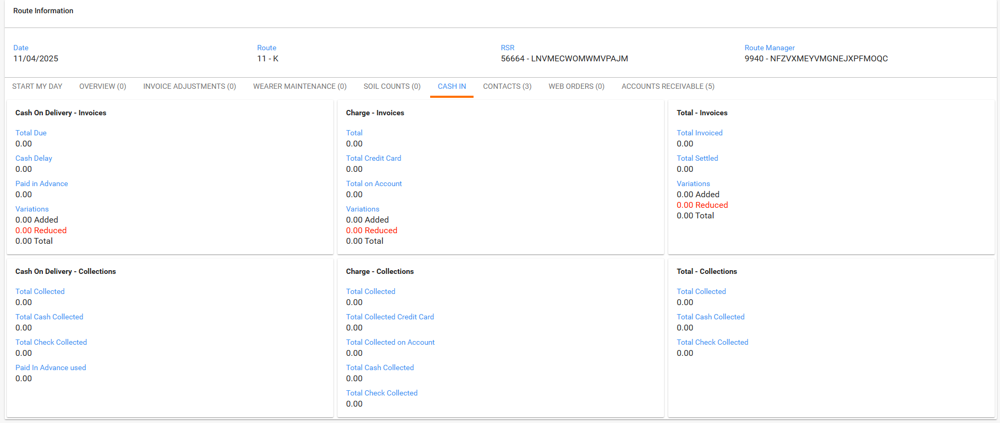 Route Information
Date
11/04/2025
Route
11 - K
RSR
56664 - LNVMECWOMWMVPAJM
Route Manager
9940 - NFZVXMEYVMGNEJXPFMOQC
START MY DAY OVERVIEW (0) INVOICE ADJUSTMENTS (0) WEARER MAINTENANCE (0) SOIL COUNTS (0) CASH IN CONTACTS (3) WEB ORDERS (0) ACCOUNTS RECEIVABLE (5)
Cash On Delivery - Invoices
Total Due
0.00
Cash Delay
0.00
Paid in Advance
0.00
Variations
0.00 Added
0.00 Reduced
0.00 Total
Charge - Invoices
Total
0.00
Total Credit Card
0.00
Total on Account
0.00
Variations
0.00 Added
0.00 Reduced
0.00 Total
Total - Invoices
Total Invoiced
0.00
Total Settled
0.00
Variations
0.00 Added
0.00 Reduced
0.00 Total
Cash On Delivery - Collections
Total Collected
0.00
Total Cash Collected
0.00
Total Check Collected
0.00
Paid In Advance used
0.00
Charge - Collections
Total Collected
0.00
Total Collected Credit Card
0.00
Total Collected on Account
0.00
Total Cash Collected
0.00
Total Check Collected
0.00
Total - Collections
Total Collected
0.00
Total Cash Collected
0.00
Total Check Collected
0.00